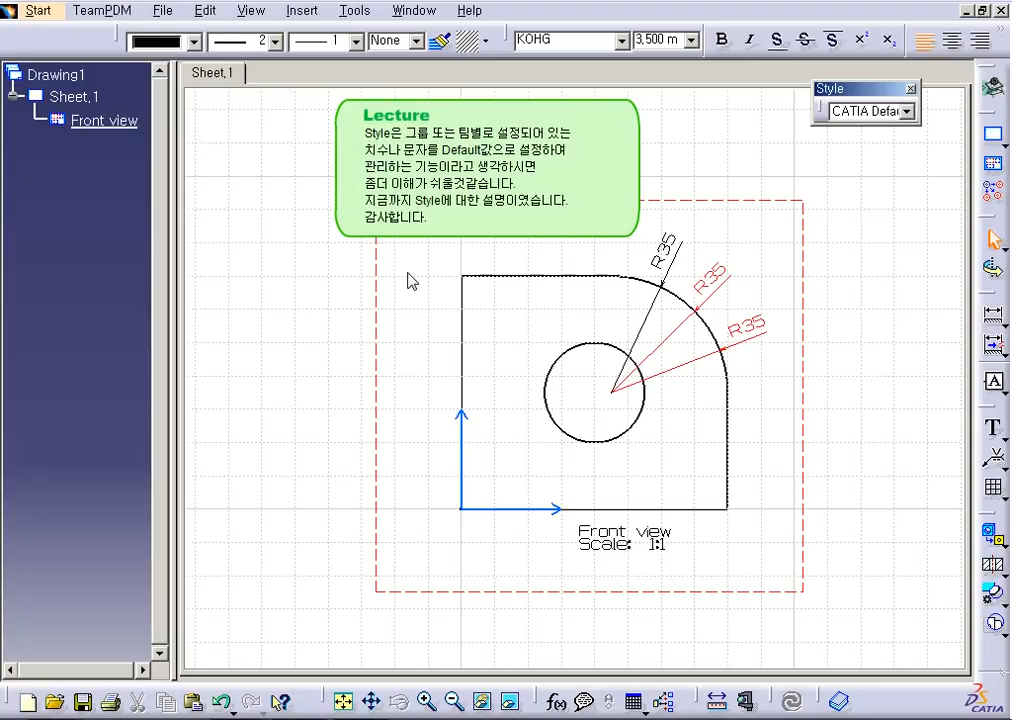 Start TeamPDM File Edit View Insert Tools Window Help
2 1 None KOHG 3,500 m B I S S S x² x₂
Drawing1
Sheet.1
Front view
Sheet.1
Style
CATIA Defau
Lecture
Style은 그룹 또는 팀별로 설정되어 있는
치수나 문자를 Default값으로 설정하여
관리하는 기능이라고 생각하시면
좀더 이해가 쉬울것같습니다.
지금까지 Style에 대한 설명이였습니다.
감사합니다.
R35
R35
R35
Front view
Scale: 1:1
A
T
f(x)
CATIA